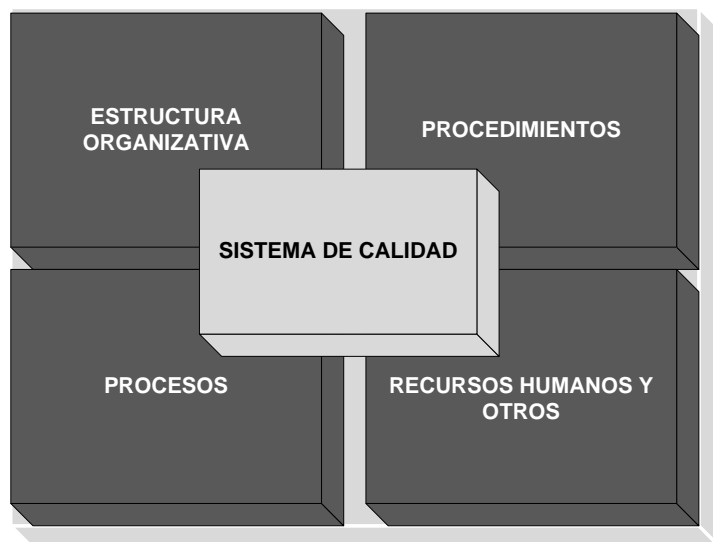 ESTRUCTURA
ORGANIZATIVA
PROCEDIMIENTOS
SISTEMA DE CALIDAD
PROCESOS
RECURSOS HUMANOS Y
OTROS